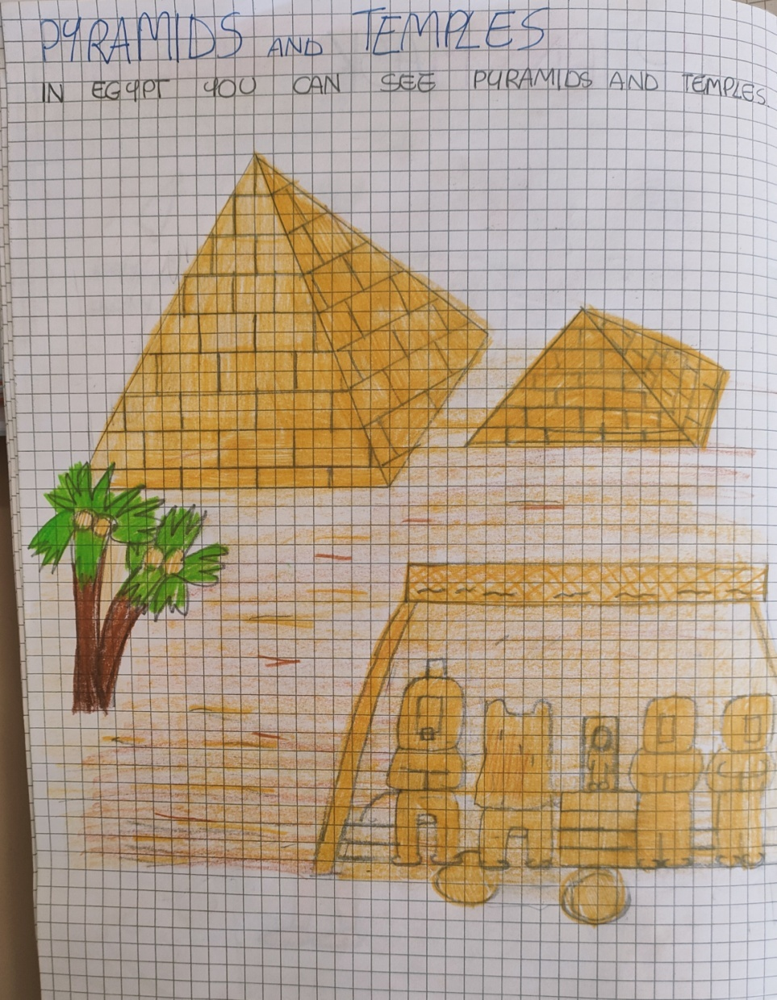 PYRAMIDS AND TEMPLES
IN EGYPT YOU CAN SEE PYRAMIDS AND TEMPLES.